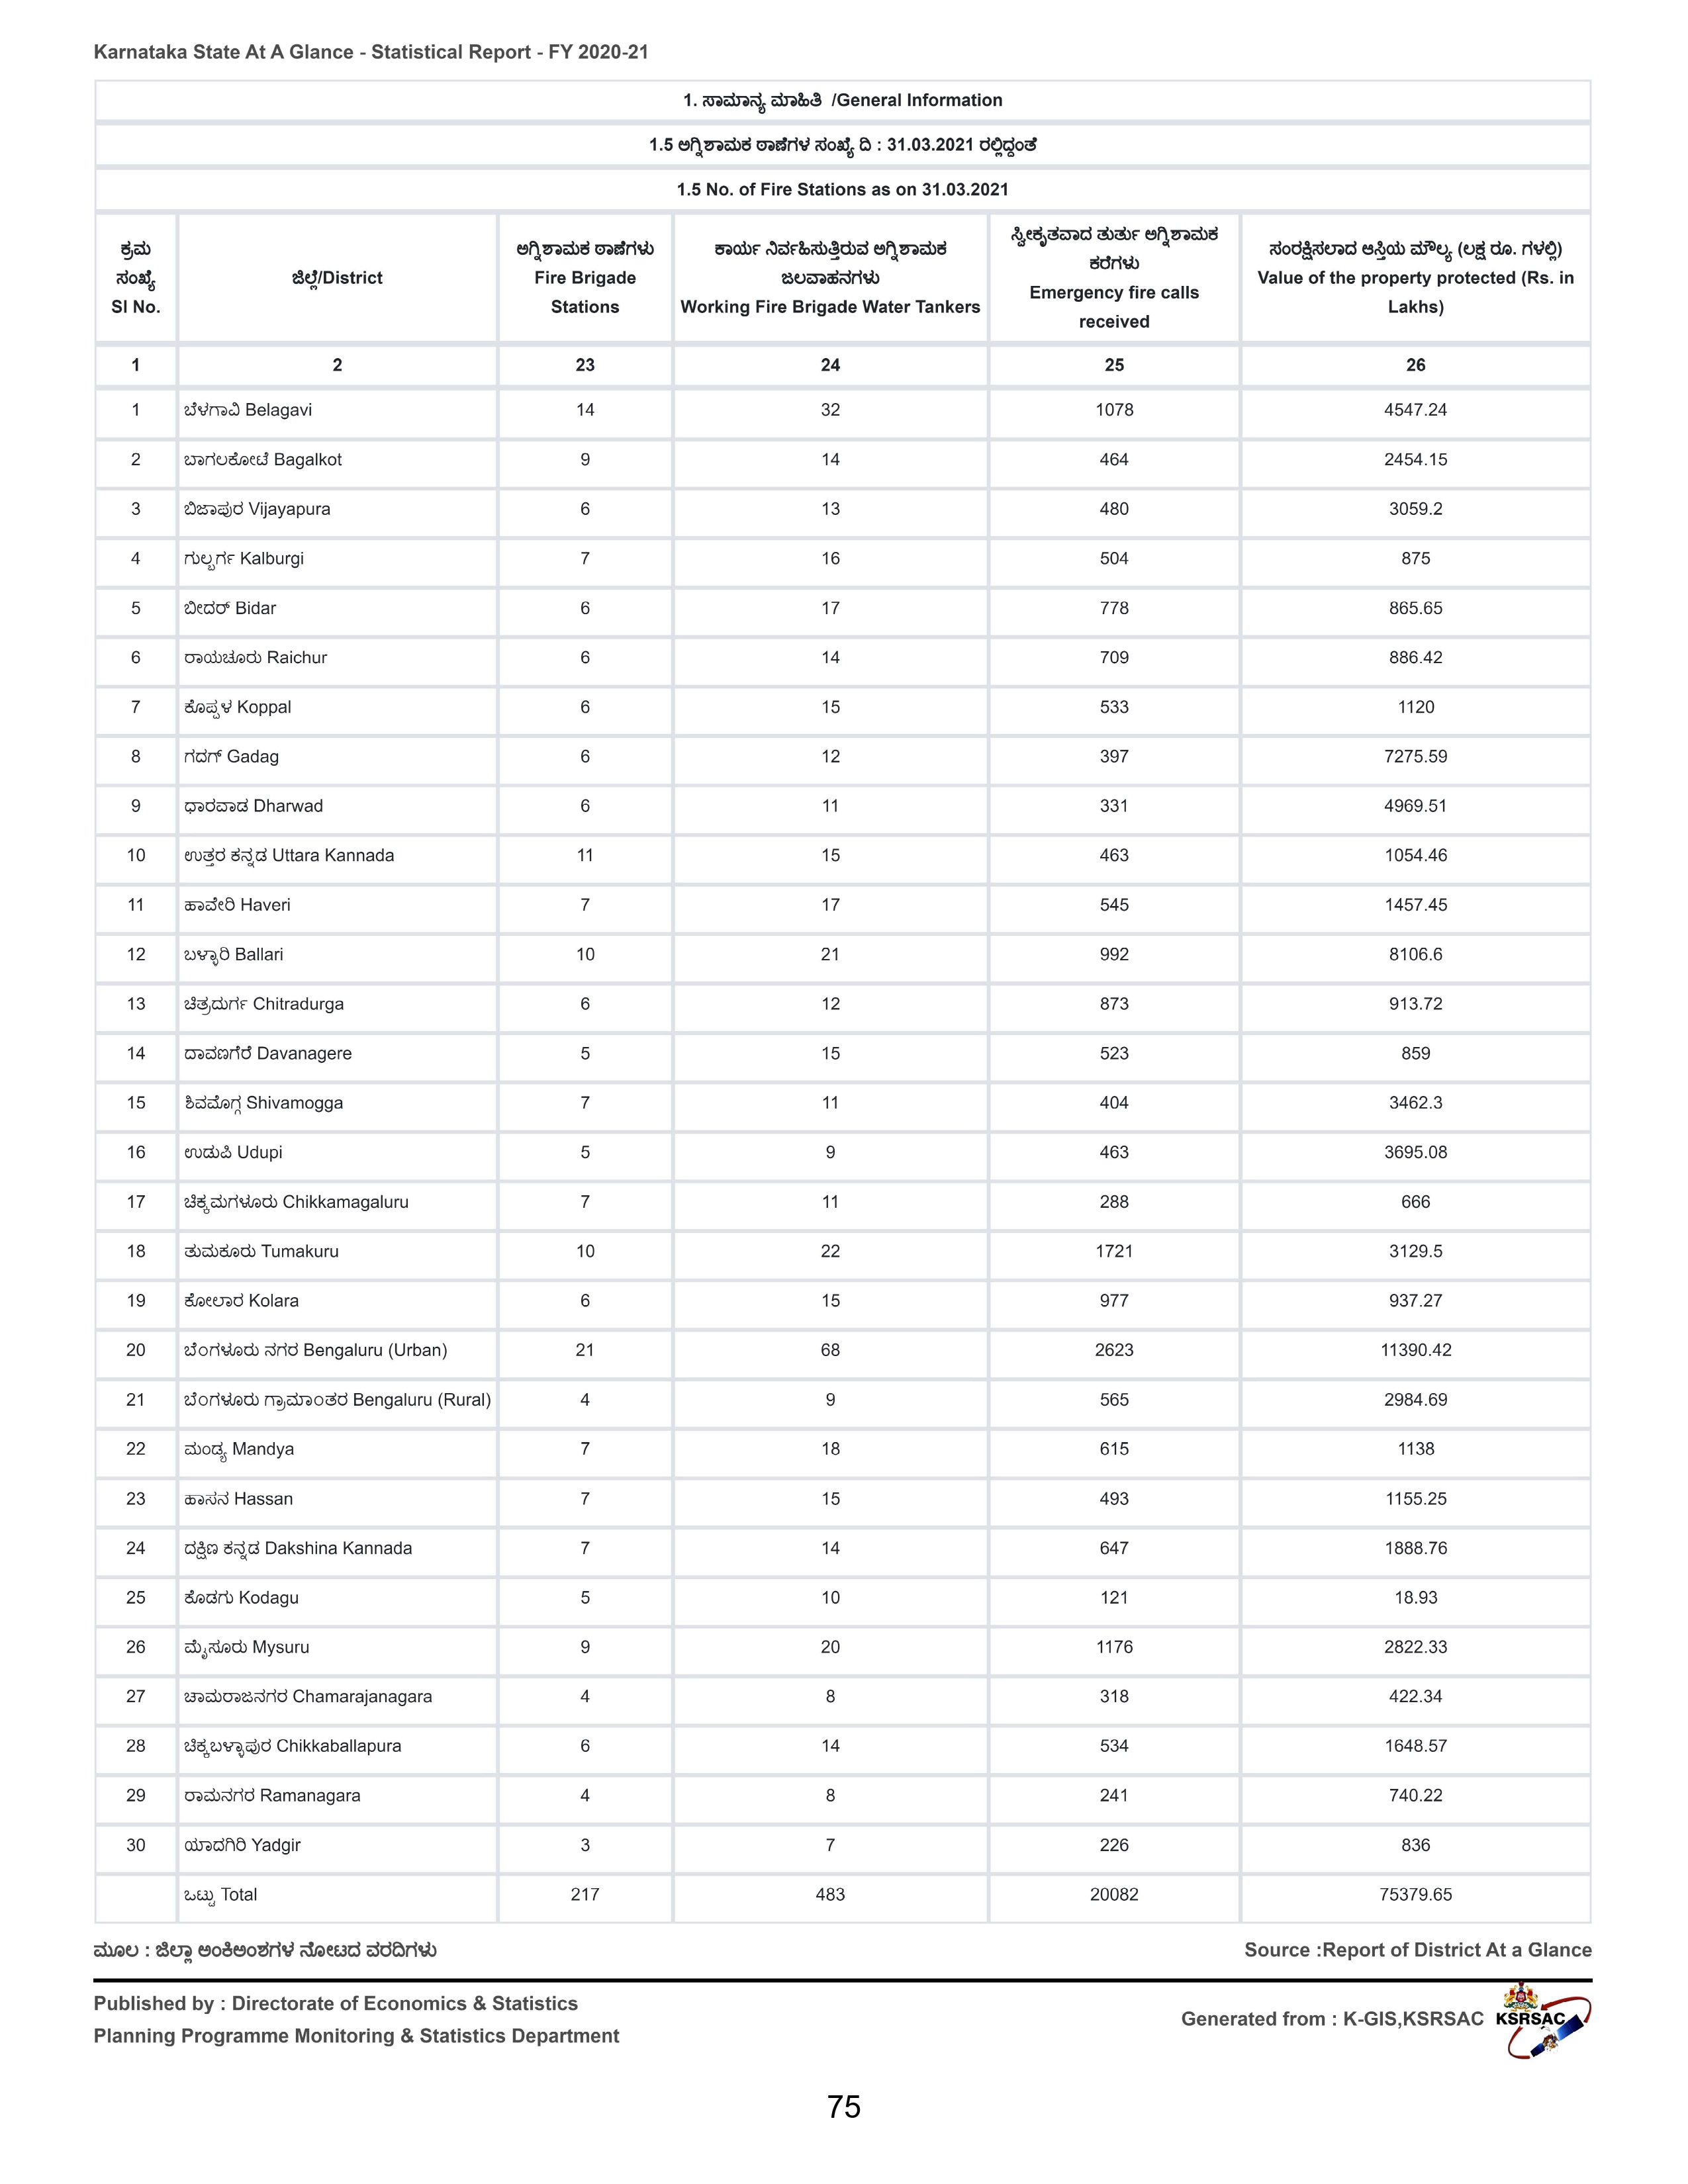 Karnataka State At A Glance - Statistical Report - FY 2020-21
1. ಸಾಮಾನ್ಯ ಮಾಹಿತಿ /General Information
1.5 ಅಗ್ನಿಶಾಮಕ ಠಾಣೆಗಳ ಸಂಖ್ಯೆ ದಿ : 31.03.2021 ರಲ್ಲಿದ್ದಂತೆ
1.5 No. of Fire Stations as on 31.03.2021
ಕ್ರಮ ಸಂಖ್ಯೆ Sl No. ಜಿಲ್ಲೆ/District ಅಗ್ನಿಶಾಮಕ ಠಾಣೆಗಳು Fire Brigade Stations ಕಾರ್ಯ ನಿರ್ವಹಿಸುತ್ತಿರುವ ಅಗ್ನಿಶಾಮಕ ಜಲವಾಹನಗಳು Working Fire Brigade Water Tankers ಸ್ವೀಕೃತವಾದ ತುರ್ತು ಅಗ್ನಿಶಾಮಕ ಕರೆಗಳು Emergency fire calls received ಸಂರಕ್ಷಿಸಲಾದ ಆಸ್ತಿಯ ಮೌಲ್ಯ (ಲಕ್ಷ ರೂ. ಗಳಲ್ಲಿ) Value of the property protected (Rs. in Lakhs)
1 2 23 24 25 26
1 ಬೆಳಗಾವಿ Belagavi 14 32 1078 4547.24
2 ಬಾಗಲಕೋಟೆ Bagalkot 9 14 464 2454.15
3 ಬಿಜಾಪುರ Vijayapura 6 13 480 3059.2
4 ಗುಲ್ಬರ್ಗ Kalburgi 7 16 504 875
5 ಬೀದರ್ Bidar 6 17 778 865.65
6 ರಾಯಚೂರು Raichur 6 14 709 886.42
7 ಕೊಪ್ಪಳ Koppal 6 15 533 1120
8 ಗದಗ್ Gadag 6 12 397 7275.59
9 ಧಾರವಾಡ Dharwad 6 11 331 4969.51
10 ಉತ್ತರ ಕನ್ನಡ Uttara Kannada 11 15 463 1054.46
11 ಹಾವೇರಿ Haveri 7 17 545 1457.45
12 ಬಳ್ಳಾರಿ Ballari 10 21 992 8106.6
13 ಚಿತ್ರದುರ್ಗ Chitradurga 6 12 873 913.72
14 ದಾವಣಗೆರೆ Davanagere 5 15 523 859
15 ಶಿವಮೊಗ್ಗ Shivamogga 7 11 404 3462.3
16 ಉಡುಪಿ Udupi 5 9 463 3695.08
17 ಚಿಕ್ಕಮಗಳೂರು Chikkamagaluru 7 11 288 666
18 ತುಮಕೂರು Tumakuru 10 22 1721 3129.5
19 ಕೋಲಾರ Kolara 6 15 977 937.27
20 ಬೆಂಗಳೂರು ನಗರ Bengaluru (Urban) 21 68 2623 11390.42
21 ಬೆಂಗಳೂರು ಗ್ರಾಮಾಂತರ Bengaluru (Rural) 4 9 565 2984.69
22 ಮಂಡ್ಯ Mandya 7 18 615 1138
23 ಹಾಸನ Hassan 7 15 493 1155.25
24 ದಕ್ಷಿಣ ಕನ್ನಡ Dakshina Kannada 7 14 647 1888.76
25 ಕೊಡಗು Kodagu 5 10 121 18.93
26 ಮೈಸೂರು Mysuru 9 20 1176 2822.33
27 ಚಾಮರಾಜನಗರ Chamarajanagara 4 8 318 422.34
28 ಚಿಕ್ಕಬಳ್ಳಾಪುರ Chikkaballapura 6 14 534 1648.57
29 ರಾಮನಗರ Ramanagara 4 8 241 740.22
30 ಯಾದಗಿರಿ Yadgir 3 7 226 836
ಒಟ್ಟು Total 217 483 20082 75379.65
ಮೂಲ : ಜಿಲ್ಲಾ ಅಂಕಿಅಂಶಗಳ ನೋಟದ ವರದಿಗಳು Source :Report of District At a Glance
Published by : Directorate of Economics & Statistics
Planning Programme Monitoring & Statistics Department
Generated from : K-GIS,KSRSAC KSRSAC
75